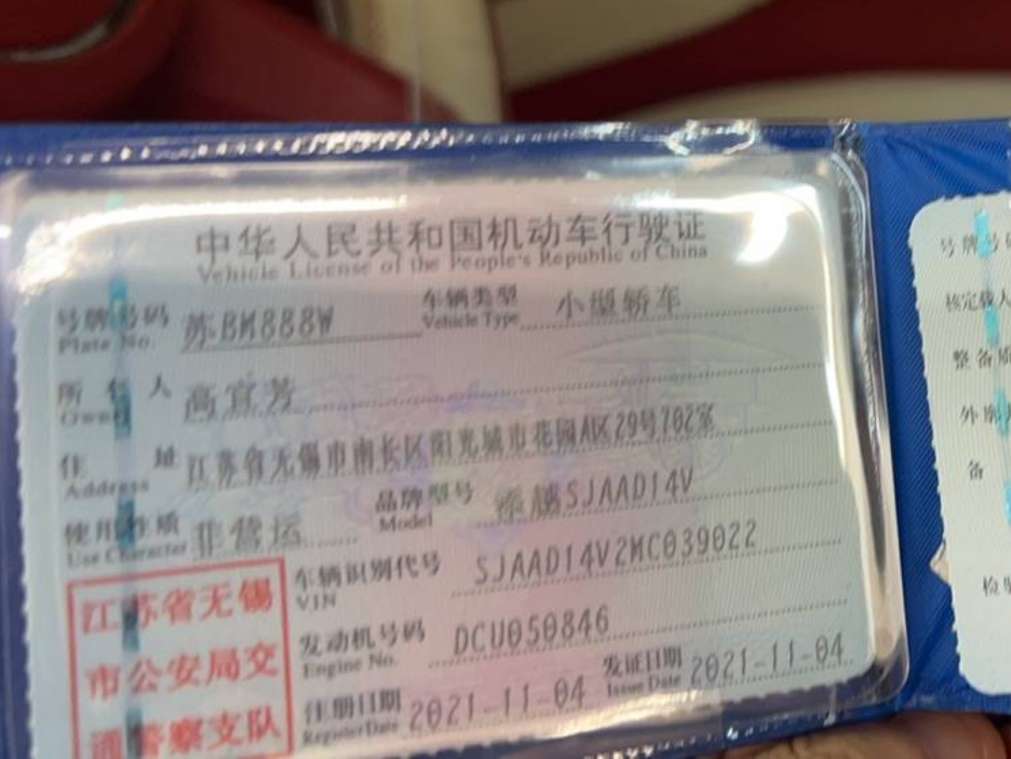 中华人民共和国机动车行驶证
Vehicle License of the People's Republic of China
号牌号码 苏BM888W 车辆类型 小型轿车
Plate No. Vehicle Type
所有人 高宜芳
Owner
住址 江苏省无锡市南长区阳光城市花园A区29号702室
Address
使用性质 非营运 品牌型号 添越SJAAD14V
Use Character Model
车辆识别代号 SJAAD14V2MC039022
VIN
发动机号码 DCU050846
Engine No.
注册日期 2021-11-04 发证日期 2021-11-04
Register Date Issue Date
江苏省无锡
市公安局交
通警察支队
号牌号码
核定载人
整备质
外廓
备
检验